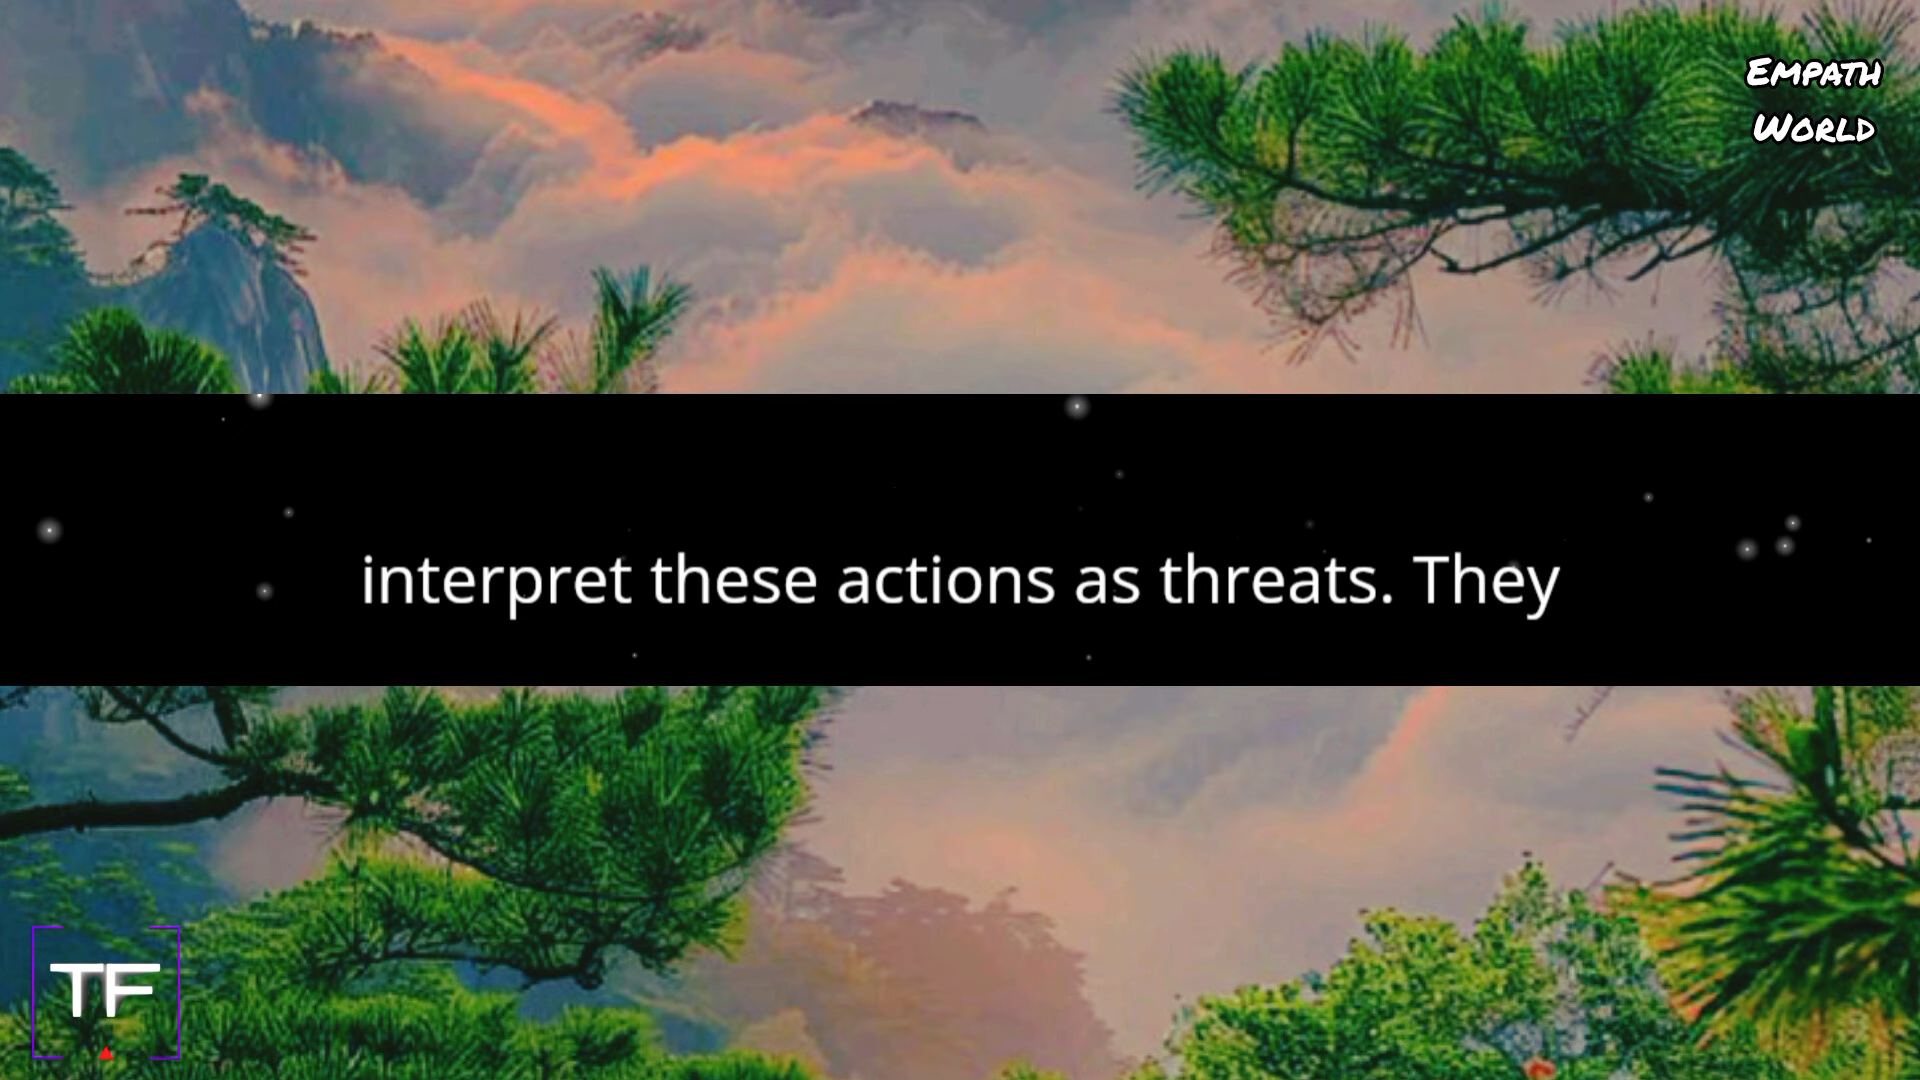 EMPATH
WORLD
interpret these actions as threats. They
TF